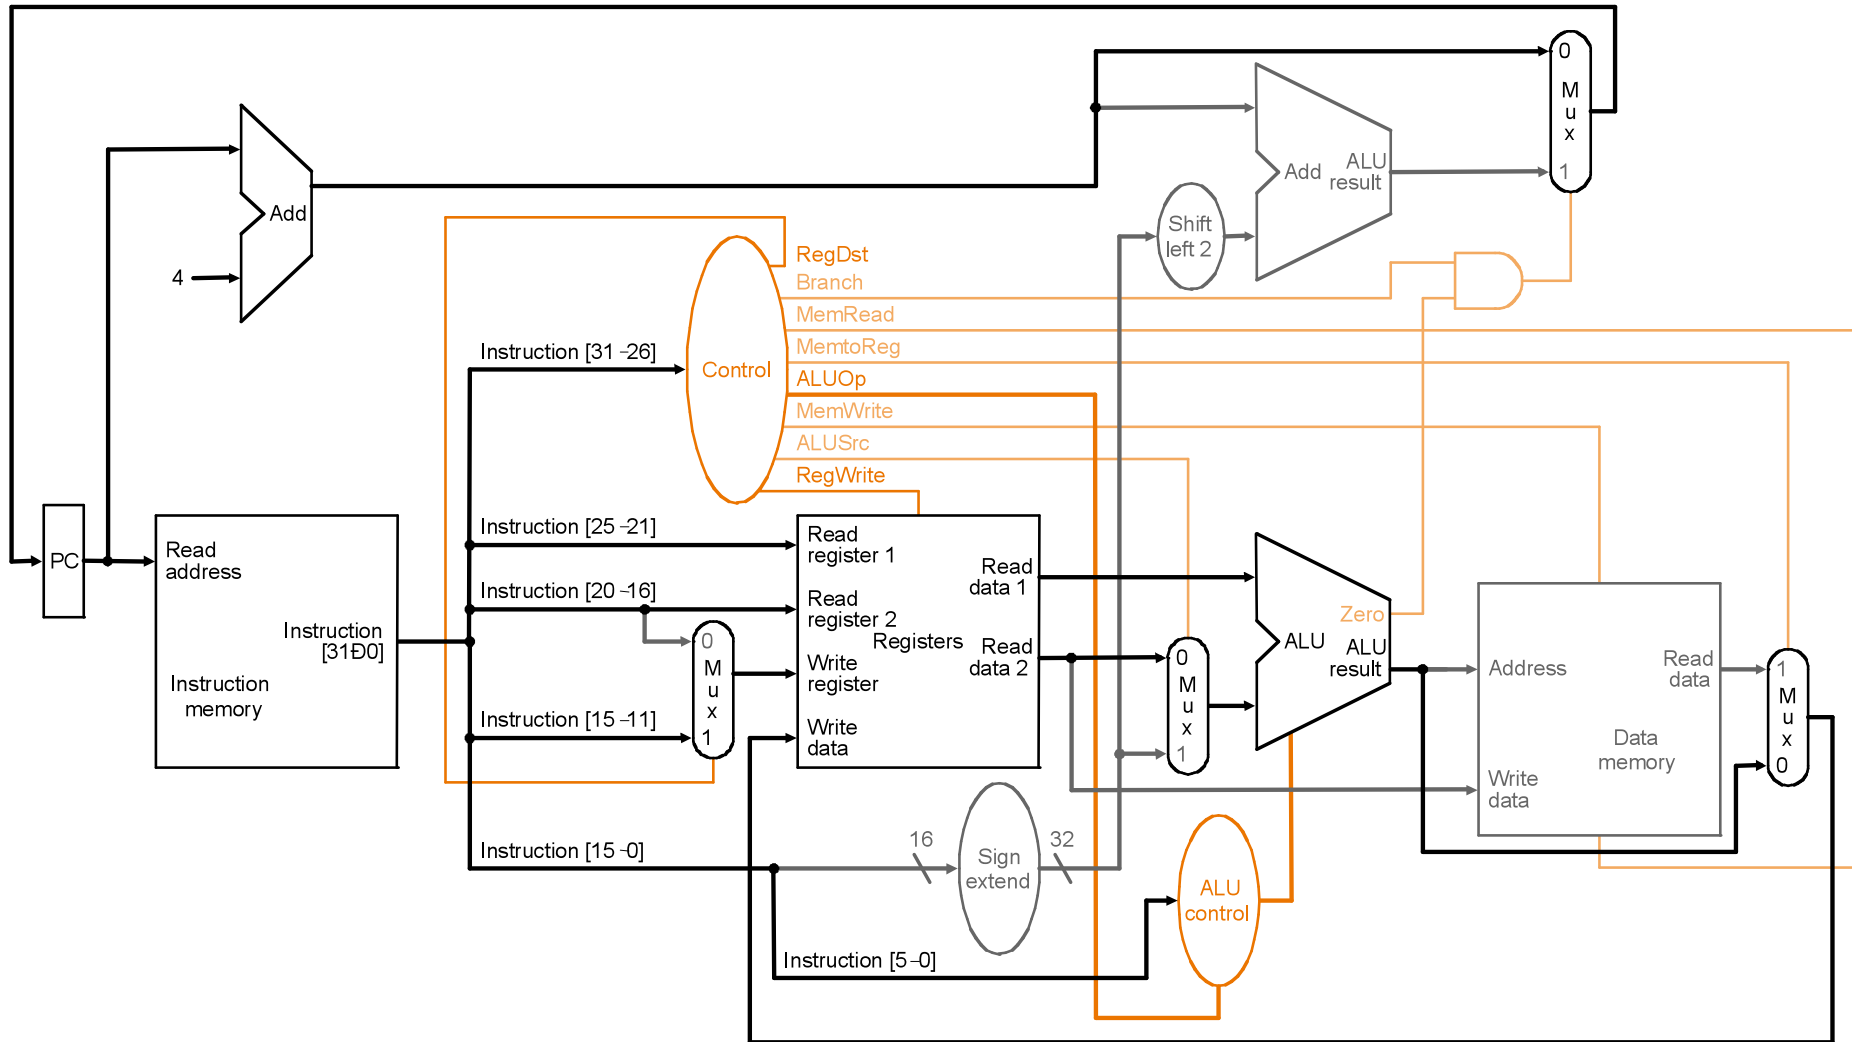 0
M
u
x
1
Add
ALU
result
Shift
left 2
Add
4
RegDst
Branch
MemRead
MemtoReg
ALUOp
MemWrite
ALUSrc
RegWrite
Control
Instruction [31–26]
Instruction [25–21]
Instruction [20–16]
Instruction [15–11]
Instruction [15–0]
Instruction [5–0]
PC
Read
address
Instruction
[31Đ0]
Instruction
memory
0
M
u
x
1
Read
register 1
Read
register 2
Write
register
Write
data
Registers
Read
data 1
Read
data 2
0
M
u
x
1
Zero
ALU
ALU
result
Address
Read
data
Data
memory
Write
data
1
M
u
x
0
16
Sign
extend
32
ALU
control